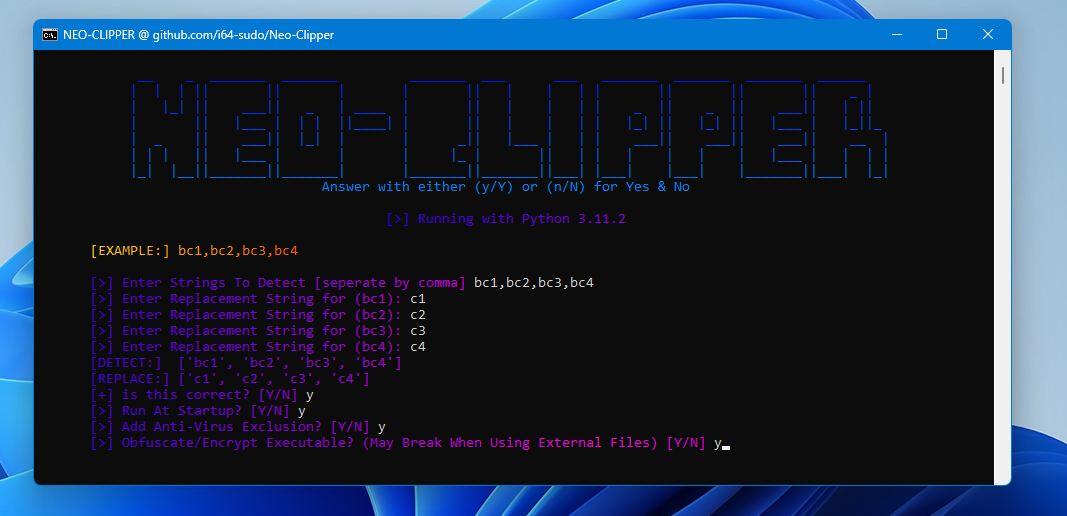 NEO-CLIPPER @ github.com/i64-sudo/Neo-Clipper
NEO-CLIPPER
Answer with either (y/Y) or (n/N) for Yes & No
[>] Running with Python 3.11.2
[EXAMPLE:] bc1,bc2,bc3,bc4
[>] Enter Strings To Detect [seperate by comma] bc1,bc2,bc3,bc4
[>] Enter Replacement String for (bc1): c1
[>] Enter Replacement String for (bc2): c2
[>] Enter Replacement String for (bc3): c3
[>] Enter Replacement String for (bc4): c4
[DETECT:]  ['bc1', 'bc2', 'bc3', 'bc4']
[REPLACE:] ['c1', 'c2', 'c3', 'c4']
[+] is this correct? [Y/N] y
[>] Run At Startup? [Y/N] y
[>] Add Anti-Virus Exclusion? [Y/N] y
[>] Obfuscate/Encrypt Executable? (May Break When Using External Files) [Y/N] y